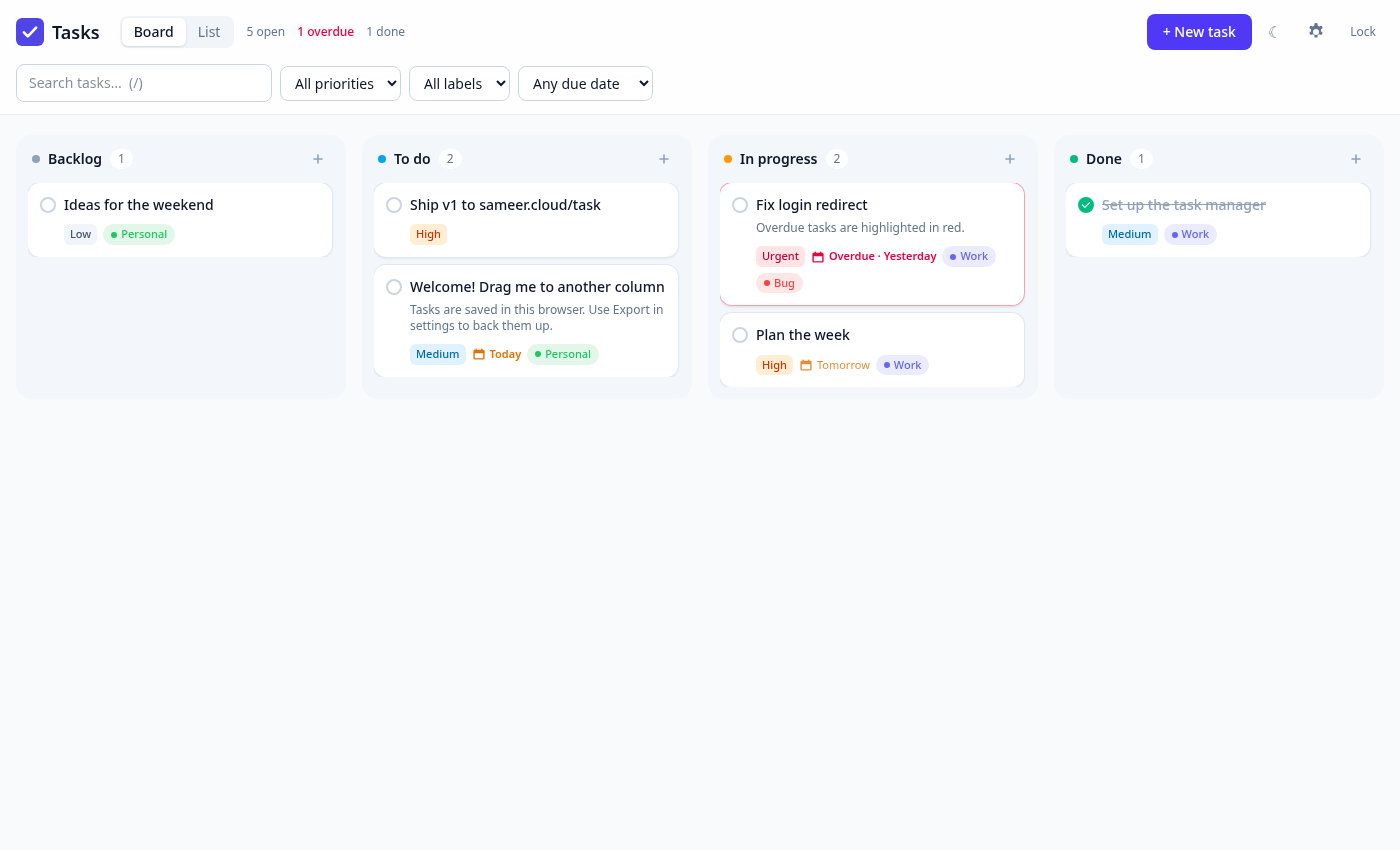 Tasks
Board
List
5 open
1 overdue
1 done
+ New task
Lock
Search tasks… (/)
All priorities
All labels
Any due date
Backlog
1
+
Ideas for the weekend
Low
Personal
To do
2
+
Ship v1 to sameer.cloud/task
High
Welcome! Drag me to another column
Tasks are saved in this browser. Use Export in
settings to back them up.
Medium
Today
Personal
In progress
2
+
Fix login redirect
Overdue tasks are highlighted in red.
Urgent
Overdue · Yesterday
Work
Bug
Plan the week
High
Tomorrow
Work
Done
1
+
Set up the task manager
Medium
Work